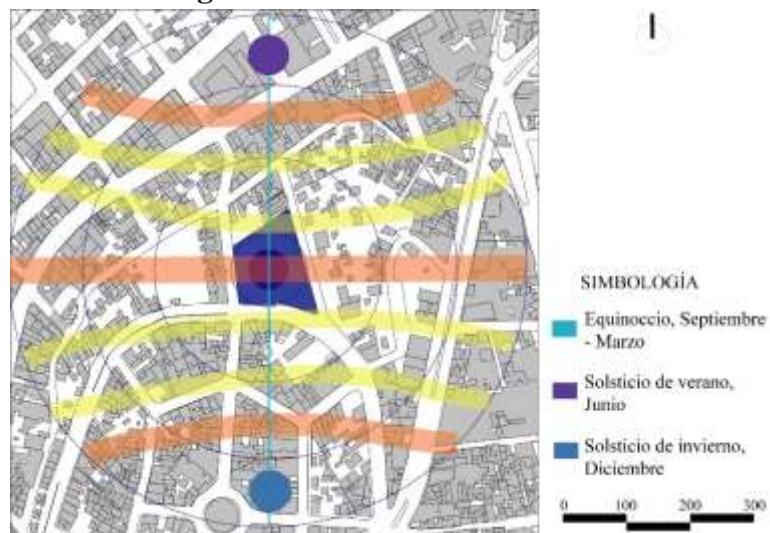 SIMBOLOGÍA
Equinoccio, Septiembre
- Marzo
Solsticio de verano,
Junio
Solsticio de invierno,
Diciembre
0 100 200 300